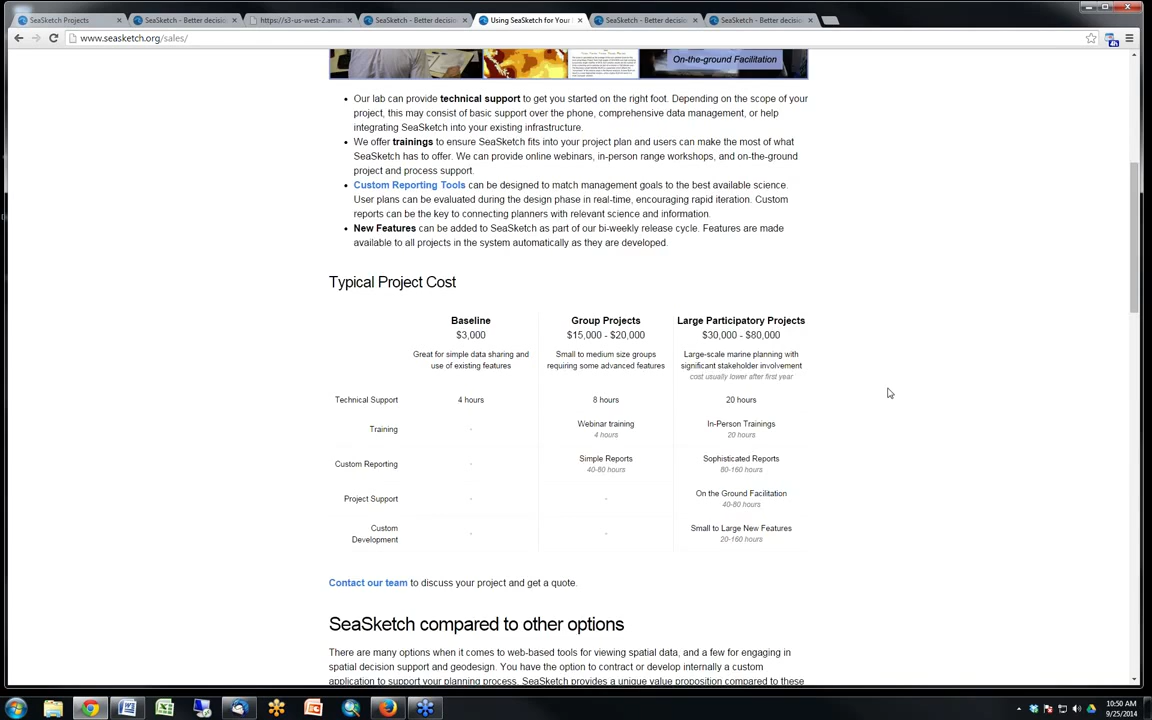 SeaSketch Projects
SeaSketch - Better decisio
https://s3-us-west-2.ama
SeaSketch - Better decisio
Using SeaSketch for Your
SeaSketch - Better decisio
SeaSketch - Better decisio
www.seasketch.org/sales/
On-the-ground Facilitation
Our lab can provide technical support to get you started on the right foot. Depending on the scope of your
project, this may consist of basic support over the phone, comprehensive data management, or help
integrating SeaSketch into your existing infrastructure.
We offer trainings to ensure SeaSketch fits into your project plan and users can make the most of what
SeaSketch has to offer. We can provide online webinars, in-person range workshops, and on-the-ground
project and process support.
Custom Reporting Tools can be designed to match management goals to the best available science.
User plans can be evaluated during the design phase in real-time, encouraging rapid iteration. Custom
reports can be the key to connecting planners with relevant science and information.
New Features can be added to SeaSketch as part of our bi-weekly release cycle. Features are made
available to all projects in the system automatically as they are developed.
Typical Project Cost
Baseline
$3,000
Great for simple data sharing and
use of existing features
Group Projects
$15,000 - $20,000
Small to medium size groups
requiring some advanced features
Large Participatory Projects
$30,000 - $80,000
Large-scale marine planning with
significant stakeholder involvement
cost usually lower after first year
Technical Support 4 hours 8 hours 20 hours
Training - Webinar training In-Person Trainings
4 hours 20 hours
Custom Reporting - Simple Reports Sophisticated Reports
40-80 hours 80-160 hours
Project Support - - On the Ground Facilitation
40-80 hours
Custom
Development - - Small to Large New Features
20-160 hours
Contact our team to discuss your project and get a quote.
SeaSketch compared to other options
There are many options when it comes to web-based tools for viewing spatial data, and a few for engaging in
spatial decision support and geodesign. You have the option to contract or develop internally a custom
application to support your planning process. SeaSketch provides a unique value proposition compared to these
10:50 AM
9/25/2014